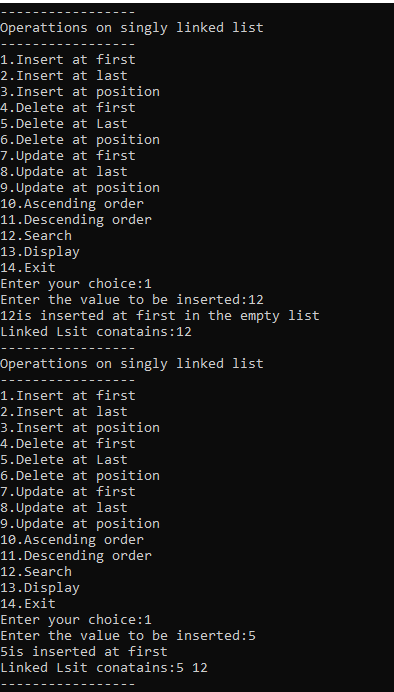 -----------------
Operattions on singly linked list
-----------------
1.Insert at first
2.Insert at last
3.Insert at position
4.Delete at first
5.Delete at Last
6.Delete at position
7.Update at first
8.Update at last
9.Update at position
10.Ascending order
11.Descending order
12.Search
13.Display
14.Exit
Enter your choice:1
Enter the value to be inserted:12
12is inserted at first in the empty list
Linked Lsit conatains:12
-----------------
Operattions on singly linked list
-----------------
1.Insert at first
2.Insert at last
3.Insert at position
4.Delete at first
5.Delete at Last
6.Delete at position
7.Update at first
8.Update at last
9.Update at position
10.Ascending order
11.Descending order
12.Search
13.Display
14.Exit
Enter your choice:1
Enter the value to be inserted:5
5is inserted at first
Linked Lsit conatains:5 12
-----------------